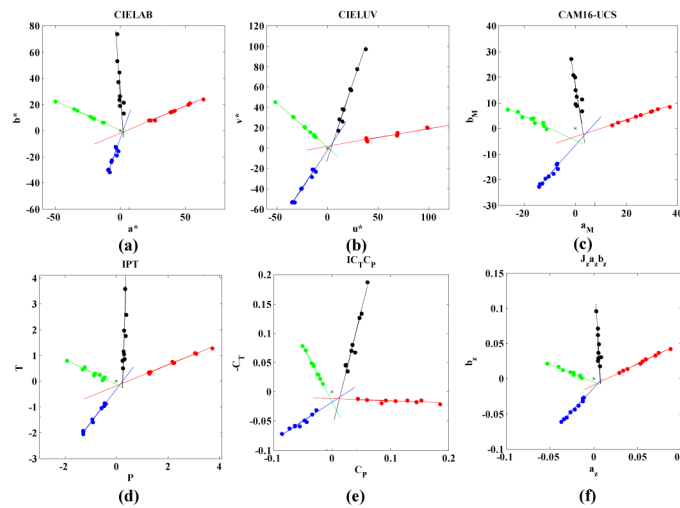 CIELAB
CIELUV
CAM16-UCS
80
60
40
20
0
-20
-40
-60
b*
-50
0
50
a*
(a)
120
100
80
60
40
20
0
-20
-40
-60
v*
-50
0
50
100
u*
(b)
40
30
20
10
0
-10
-20
-30
b_M
-20
0
20
40
a_M
(c)
IPT
IC_TC_P
J_za_zb_z
4
3
2
1
0
-1
-2
-3
T
-2
0
2
4
P
(d)
0.2
0.15
0.1
0.05
0
-0.05
-0.1
-C_T
-0.1
0
0.1
0.2
C_P
(e)
0.15
0.1
0.05
0
-0.05
-0.1
b_z
-0.1
-0.05
0
0.05
0.1
a_z
(f)